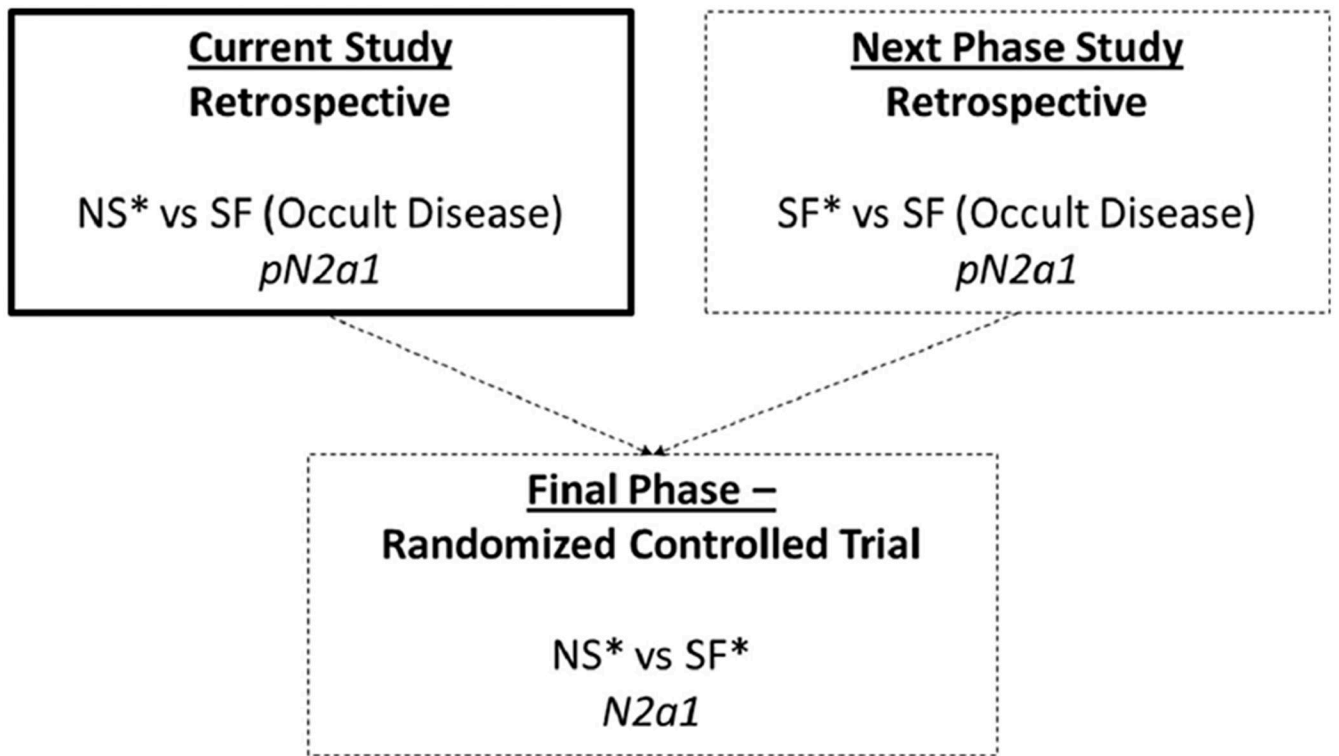 Current Study
Retrospective
NS* vs SF (Occult Disease)
pN2a1
Next Phase Study
Retrospective
SF* vs SF (Occult Disease)
pN2a1
Final Phase –
Randomized Controlled Trial
NS* vs SF*
N2a1